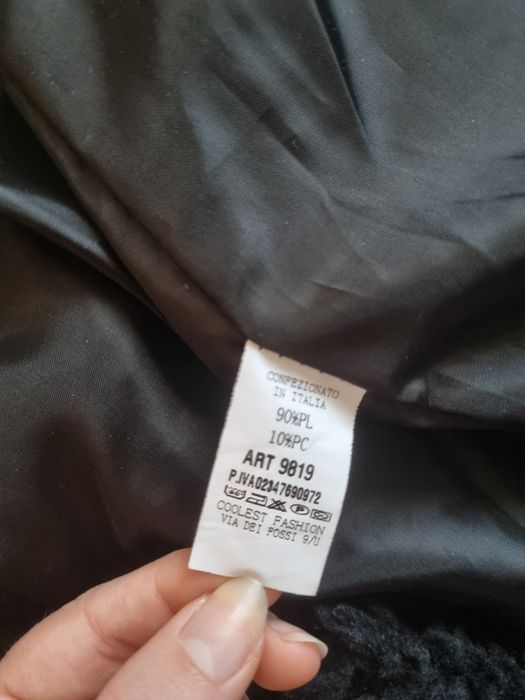 CONFEZIONATO
IN ITALIA
90%PL
10%PC
ART 9819
P.IVA02347690972
COOLEST FASHION
VIA DEI FOSSI 9/U